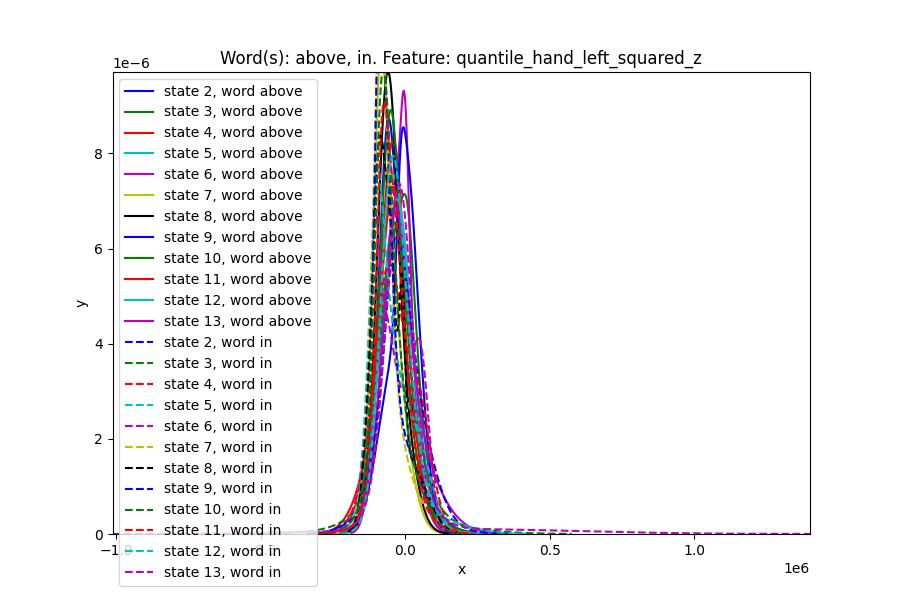 Word(s): above, in. Feature: quantile_hand_left_squared_z
1e−6
state 2, word above
state 3, word above
state 4, word above
state 5, word above
state 6, word above
state 7, word above
state 8, word above
state 9, word above
state 10, word above
state 11, word above
state 12, word above
state 13, word above
state 2, word in
state 3, word in
state 4, word in
state 5, word in
state 6, word in
state 7, word in
state 8, word in
state 9, word in
state 10, word in
state 11, word in
state 12, word in
state 13, word in
8
6
4
2
0
y
−1.0
0.0
0.5
1.0
x
1e6